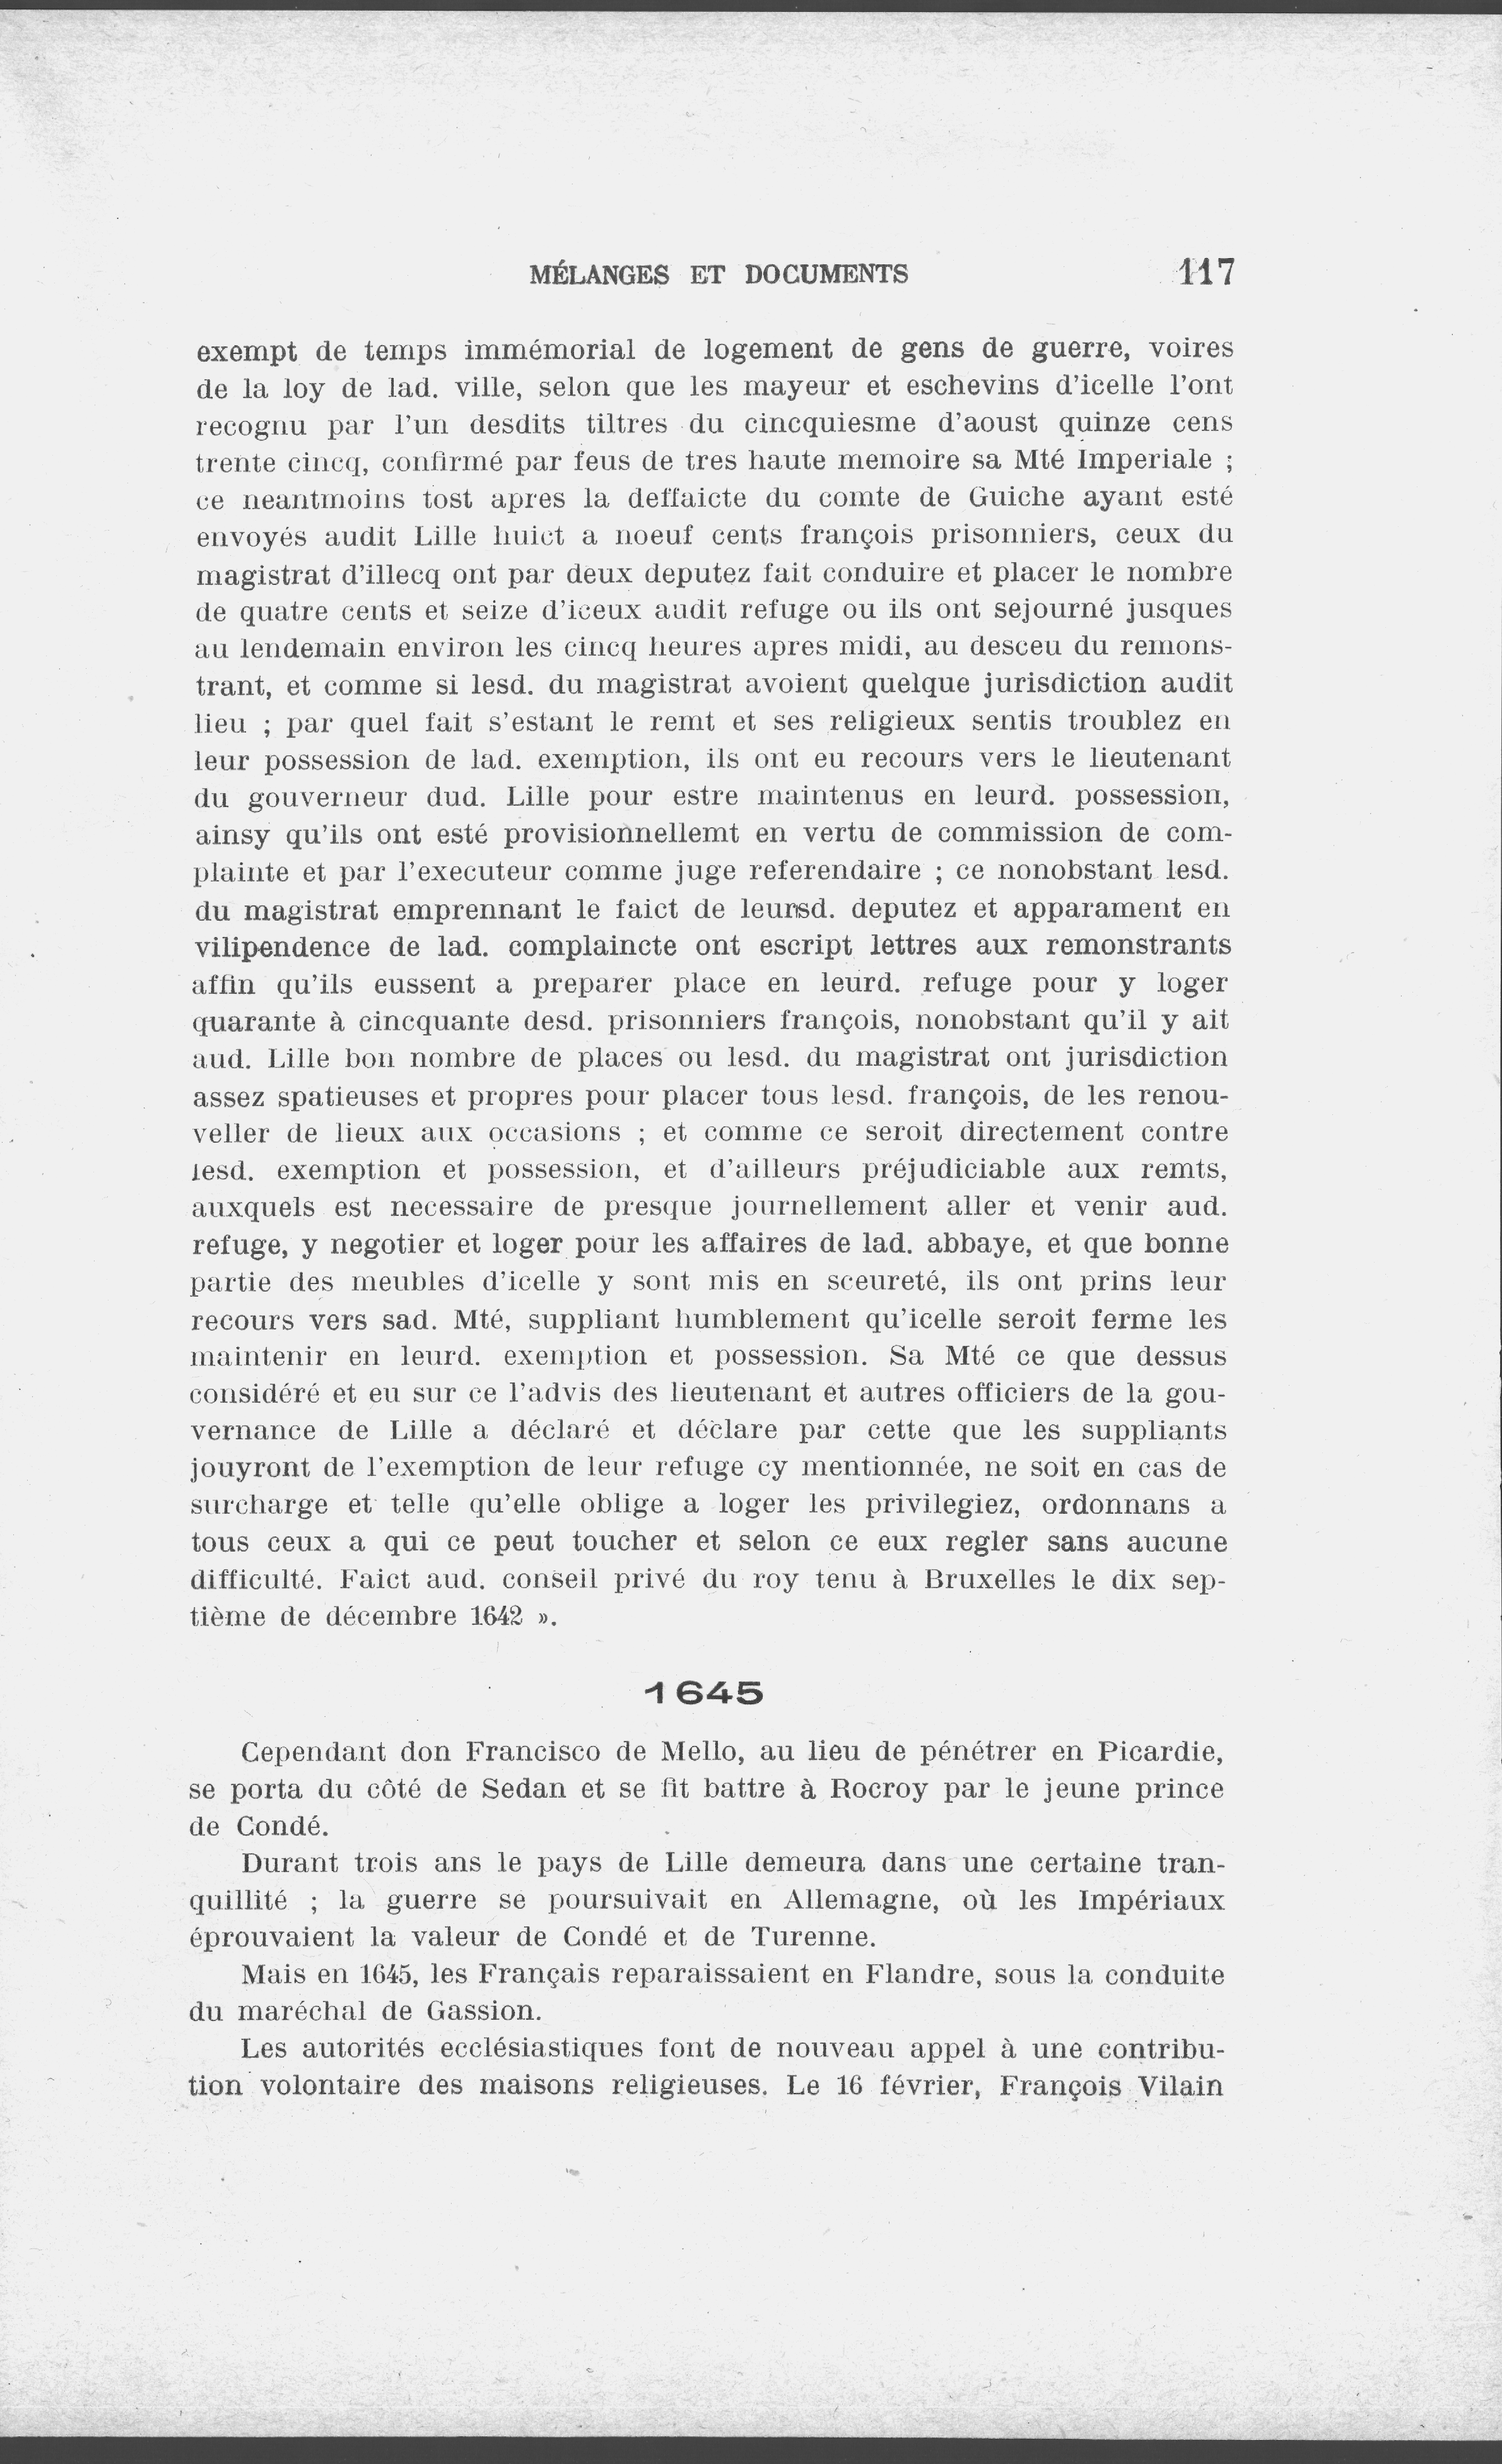 MÉLANGES ET DOCUMENTS 117
exempt de temps immémorial de logement de gens de guerre, voires
de la loy de lad. ville, selon que les mayeur et eschevins d'icelle l'ont
recognu par l'un desdits tiltres du cincquiesme d'aoust quinze cens
trente cincq, confirmé par feus de tres haute memoire sa Mté Imperiale ;
ce neantmoins tost apres la deffaicte du comte de Guiche ayant esté
envoyés audit Lille huict a noeuf cents françois prisonniers, ceux du
magistrat d'illecq ont par deux deputez fait conduire et placer le nombre
de quatre cents et seize d'iceux audit refuge ou ils ont sejourné jusques
au lendemain environ les cincq heures apres midi, au desceu du remons-
trant, et comme si lesd. du magistrat avoient quelque jurisdiction audit
lieu ; par quel fait s'estant le remt et ses religieux sentis troublez en
leur possession de lad. exemption, ils ont eu recours vers le lieutenant
du gouverneur dud. Lille pour estre maintenus en leurd. possession,
ainsy qu'ils ont esté provisionnellemt en vertu de commission de com-
plainte et par l'executeur comme juge referendaire ; ce nonobstant lesd.
du magistrat emprennant le faict de leursd. deputez et apparament en
vilipendence de lad. complaincte ont escript lettres aux remonstrants
affin qu'ils eussent a preparer place en leurd. refuge pour y loger
quarante à cincquante desd. prisonniers françois, nonobstant qu'il y ait
aud. Lille bon nombre de places ou lesd. du magistrat ont jurisdiction
assez spatieuses et propres pour placer tous lesd. françois, de les renou-
veller de lieux aux occasions ; et comme ce seroit directement contre
lesd. exemption et possession, et d'ailleurs préjudiciable aux remts,
auxquels est necessaire de presque journellement aller et venir aud.
refuge, y negotier et loger pour les affaires de lad. abbaye, et que bonne
partie des meubles d'icelle y sont mis en sceureté, ils ont prins leur
recours vers sad. Mté, suppliant humblement qu'icelle seroit ferme les
maintenir en leurd. exemption et possession. Sa Mté ce que dessus
considéré et eu sur ce l'advis des lieutenant et autres officiers de la gou-
vernance de Lille a déclaré et déclare par cette que les suppliants
jouyront de l'exemption de leur refuge cy mentionnée, ne soit en cas de
surcharge et telle qu'elle oblige a loger les privilegiez, ordonnans a
tous ceux a qui ce peut toucher et selon ce eux regler sans aucune
difficulté. Faict aud. conseil privé du roy tenu à Bruxelles le dix sep-
tième de décembre 1642 ».
1645
Cependant don Francisco de Mello, au lieu de pénétrer en Picardie,
se porta du côté de Sedan et se fit battre à Rocroy par le jeune prince
de Condé.
Durant trois ans le pays de Lille demeura dans une certaine tran-
quillité ; la guerre se poursuivait en Allemagne, où les Impériaux
éprouvaient la valeur de Condé et de Turenne.
Mais en 1645, les Français reparaissaient en Flandre, sous la conduite
du maréchal de Gassion.
Les autorités ecclésiastiques font de nouveau appel à une contribu-
tion volontaire des maisons religieuses. Le 16 février, François Vilain